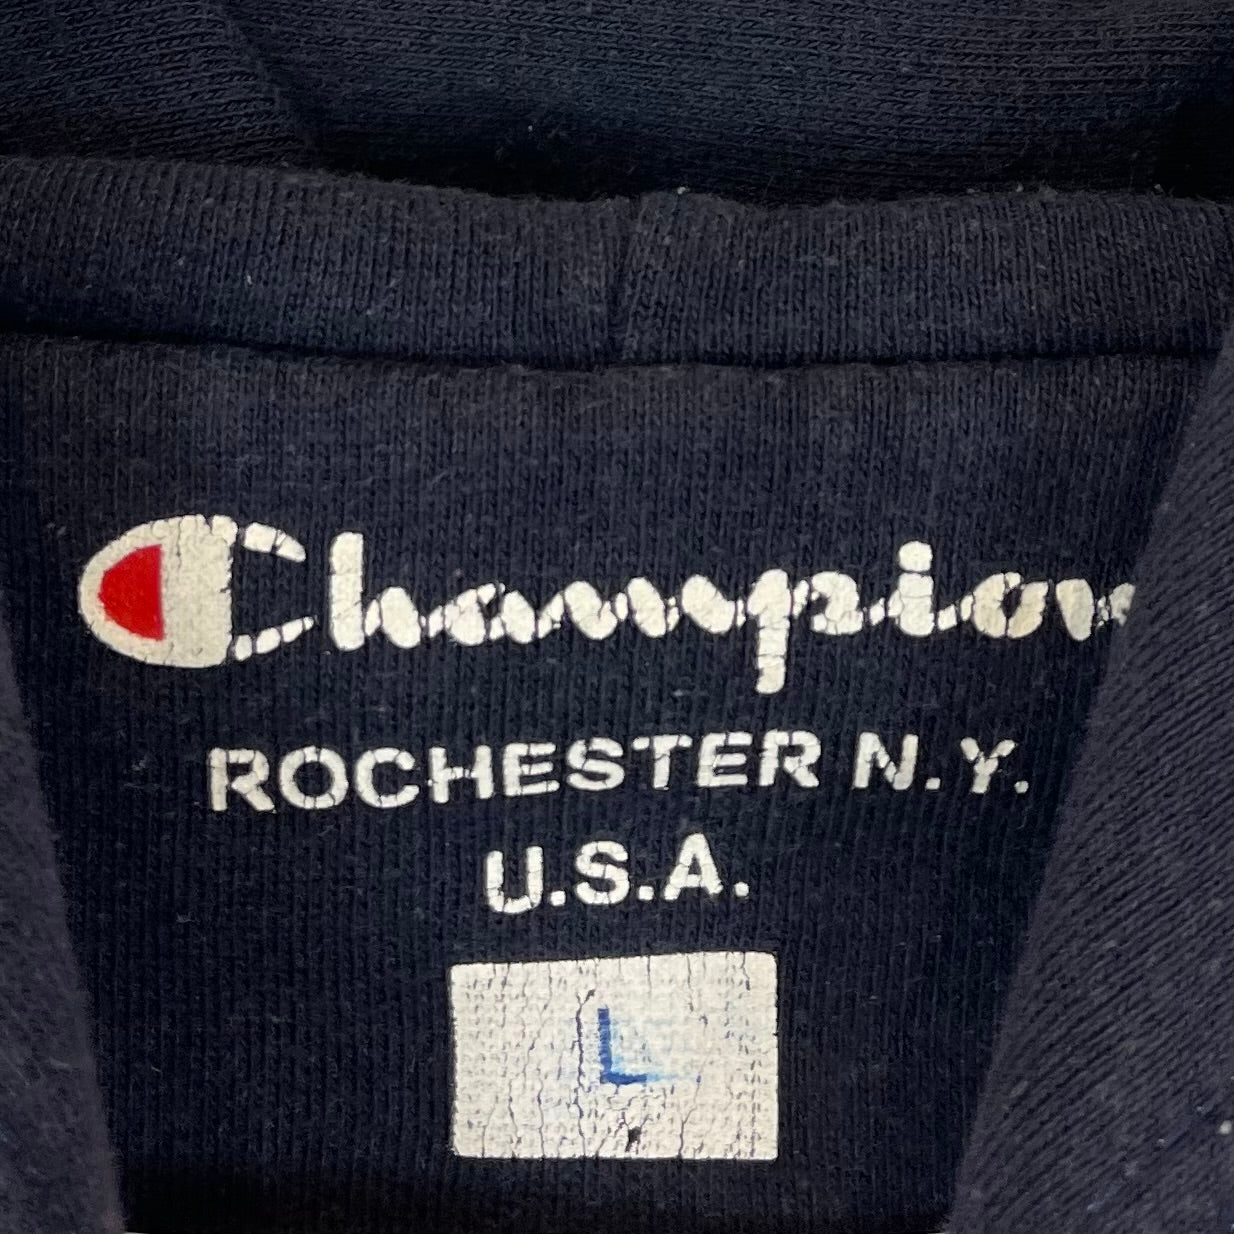 Champion
ROCHESTER N.Y.
U.S.A.
L